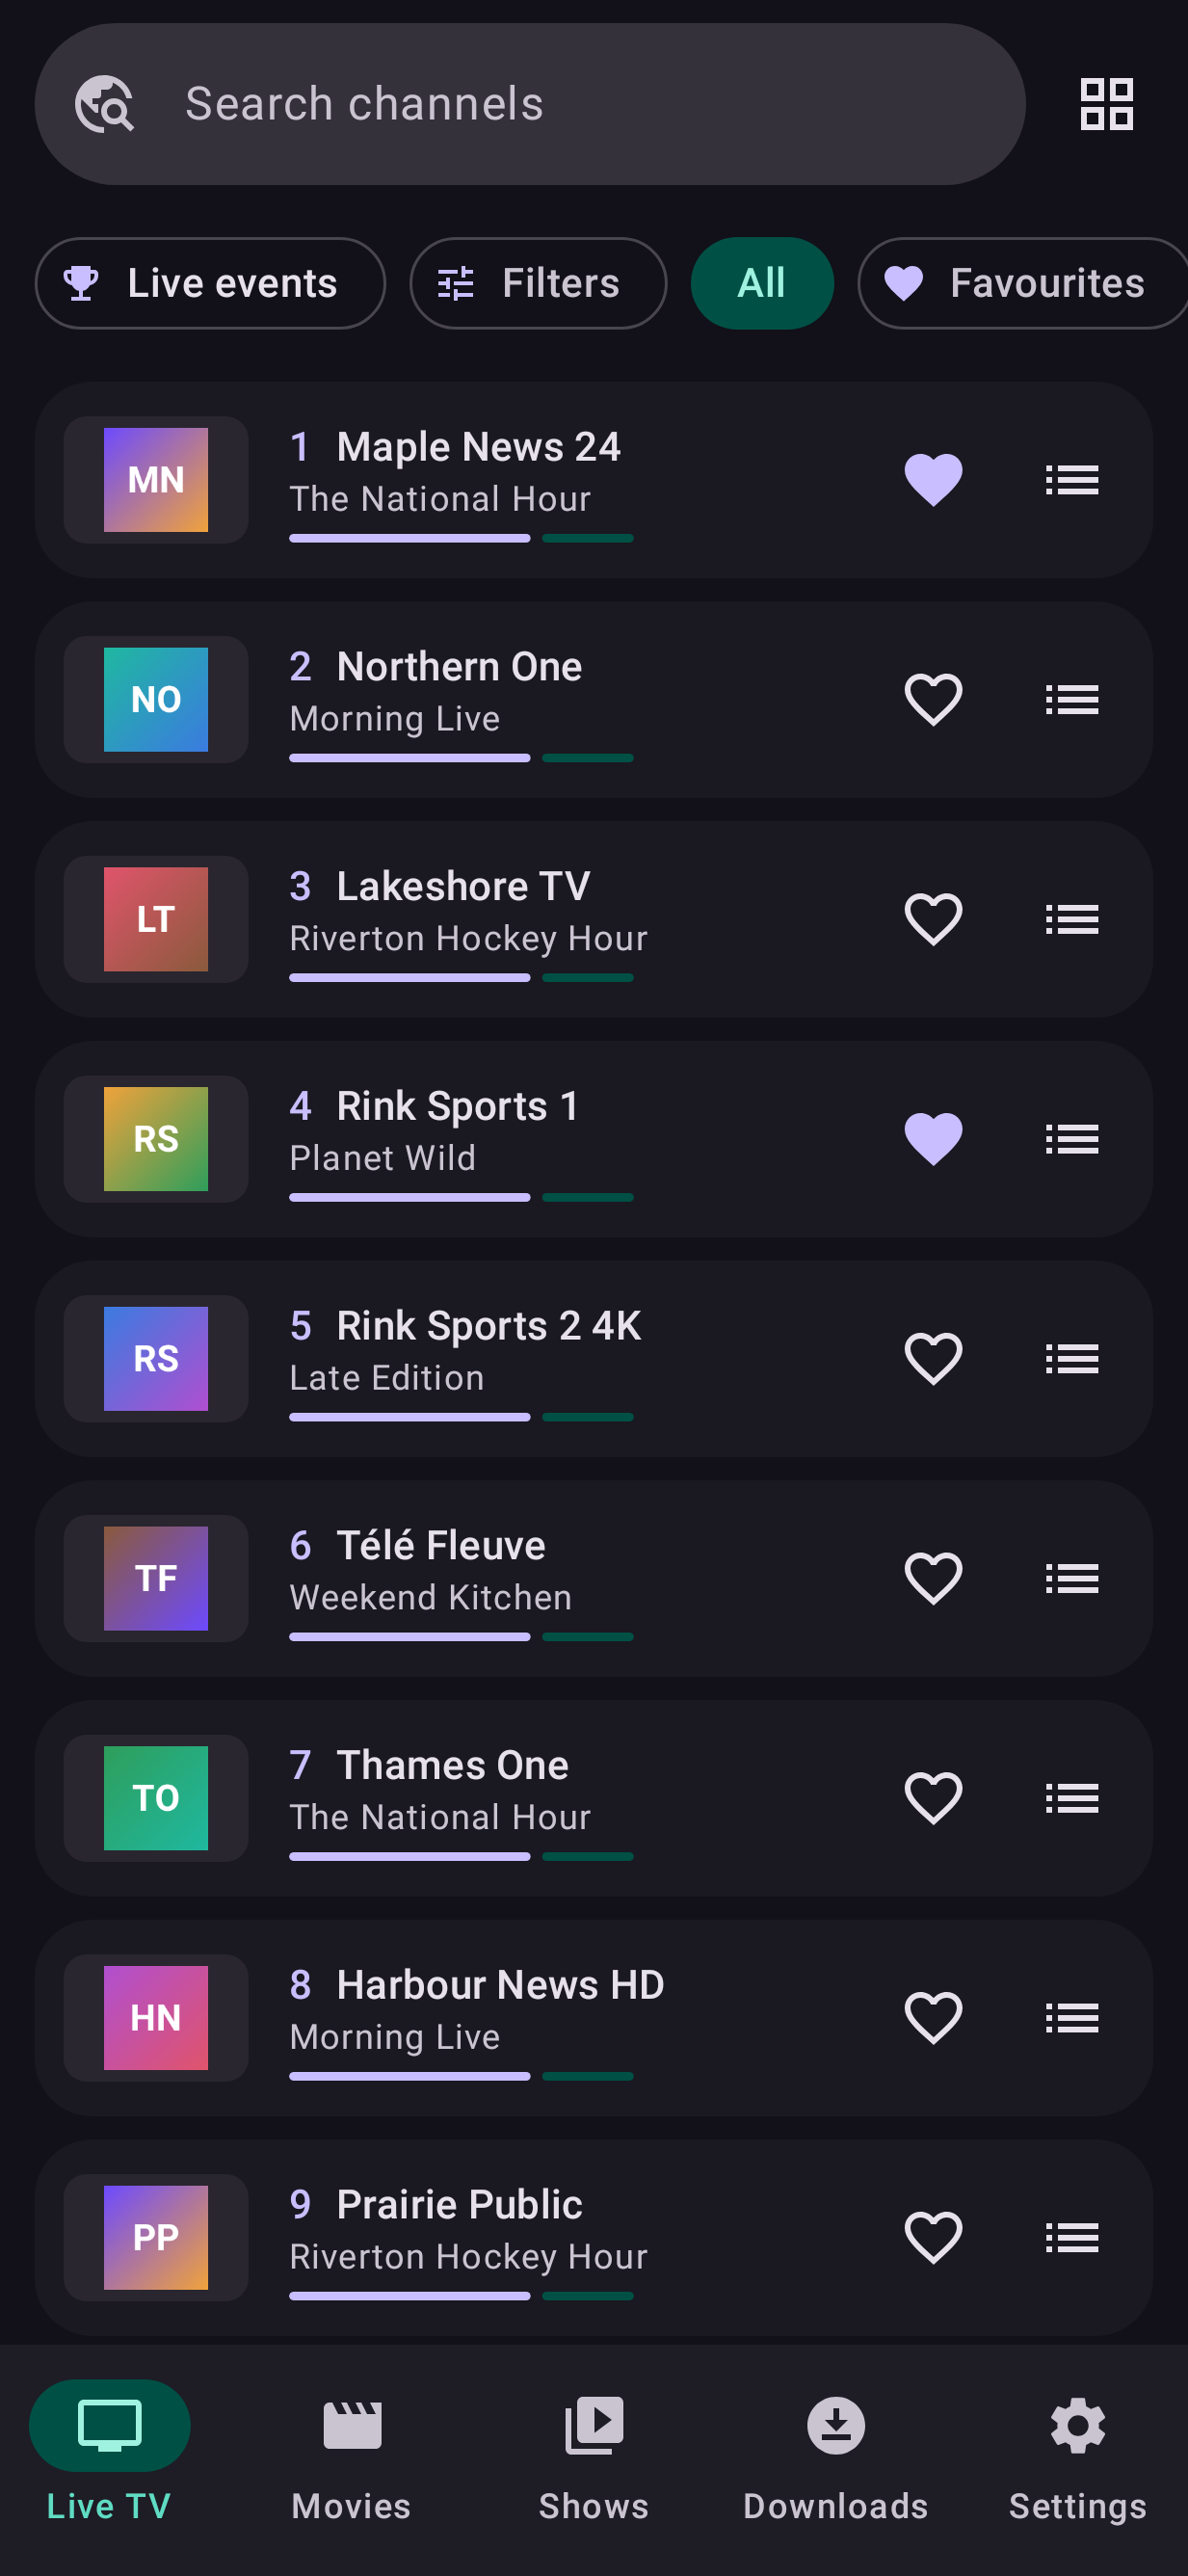 Search channels
Live events
Filters
All
Favourites
MN
1 Maple News 24
The National Hour
NO
2 Northern One
Morning Live
LT
3 Lakeshore TV
Riverton Hockey Hour
RS
4 Rink Sports 1
Planet Wild
RS
5 Rink Sports 2 4K
Late Edition
TF
6 Télé Fleuve
Weekend Kitchen
TO
7 Thames One
The National Hour
HN
8 Harbour News HD
Morning Live
PP
9 Prairie Public
Riverton Hockey Hour
Live TV
Movies
Shows
Downloads
Settings